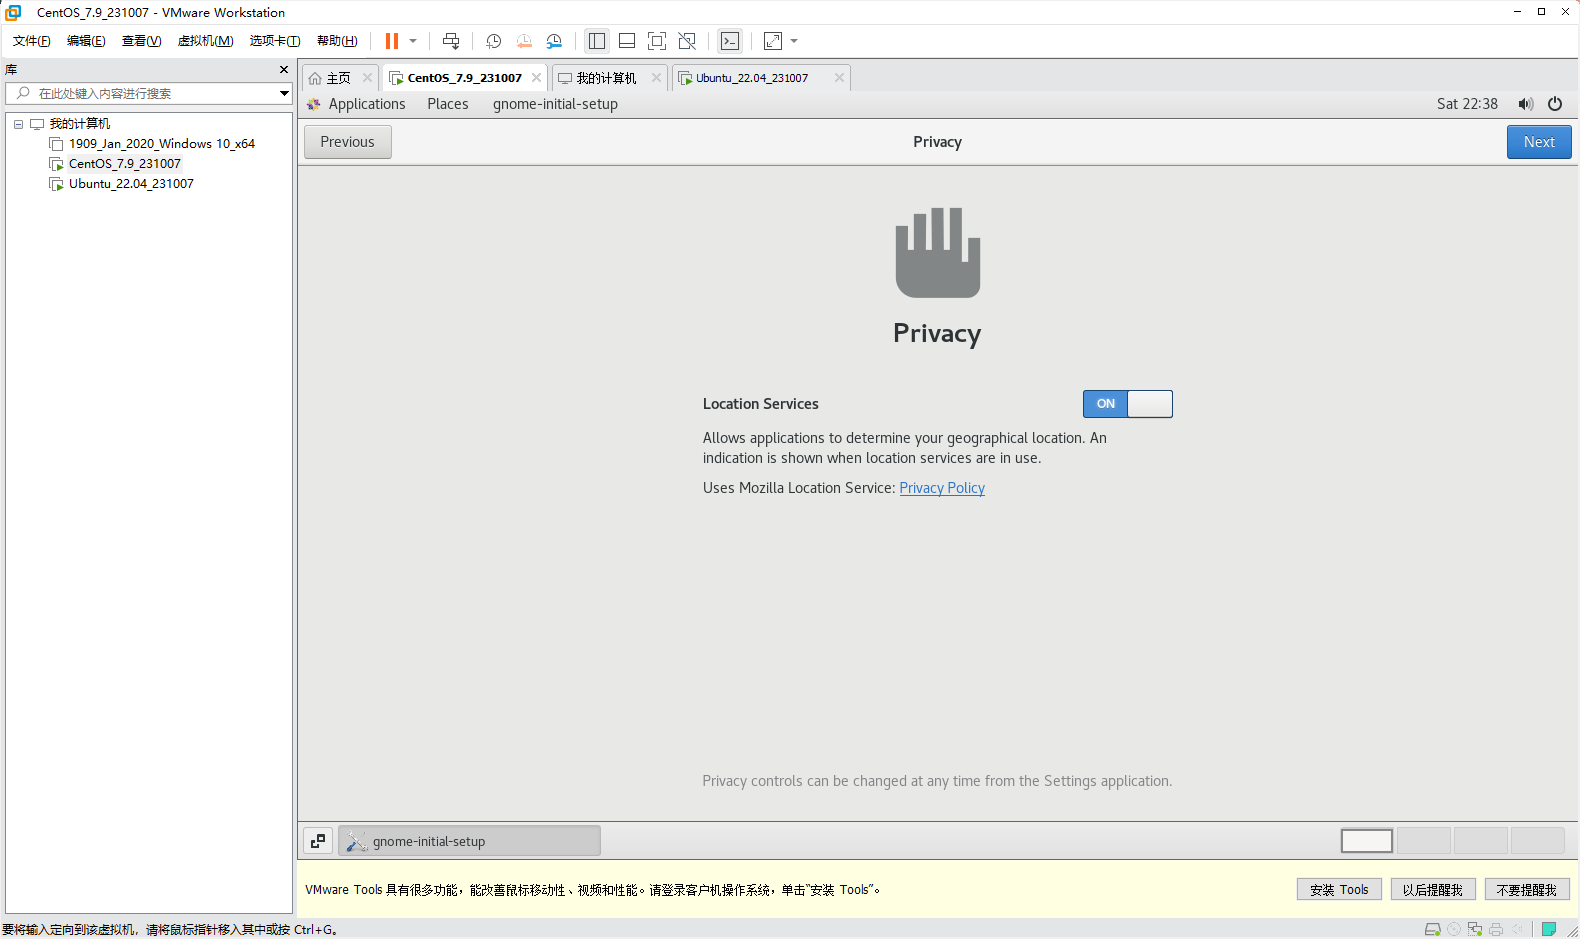 CentOS_7.9_231007 - VMware Workstation
文件(F) 编辑(E) 查看(V) 虚拟机(M) 选项卡(T) 帮助(H)
库
在此处键入内容进行搜索
我的计算机
1909_Jan_2020_Windows 10_x64
CentOS_7.9_231007
Ubuntu_22.04_231007
主页 CentOS_7.9_231007 我的计算机 Ubuntu_22.04_231007
Applications Places gnome-initial-setup Sat 22:38
Previous Privacy Next
Privacy
Location Services ON
Allows applications to determine your geographical location. An
indication is shown when location services are in use.
Uses Mozilla Location Service: Privacy Policy
Privacy controls can be changed at any time from the Settings application.
gnome-initial-setup
VMware Tools 具有很多功能，能改善鼠标移动性、视频和性能。请登录客户机操作系统，单击“安装 Tools”。 安装 Tools 以后提醒我 不要提醒我
要将输入定向到该虚拟机，请将鼠标指针移入其中或按 Ctrl+G。